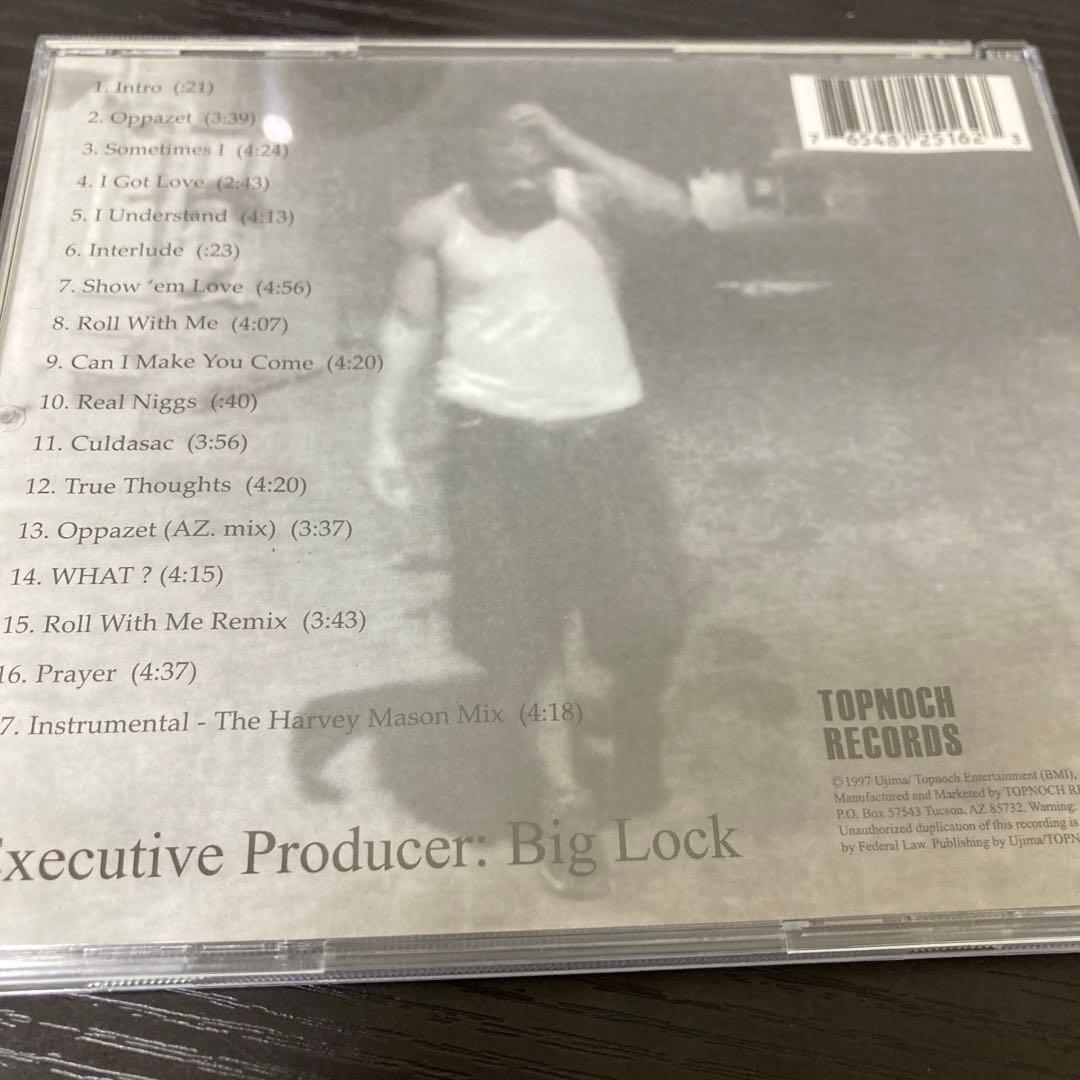 1. Intro (:21)
2. Oppazet (3:39)
3. Sometimes I (4:24)
4. I Got Love (2:43)
5. I Understand (4:13)
6. Interlude (:23)
7. Show ‘em Love (4:56)
8. Roll With Me (4:07)
9. Can I Make You Come (4:20)
10. Real Niggs (:40)
11. Culdasac (3:56)
12. True Thoughts (4:20)
13. Oppazet (AZ. mix) (3:37)
14. WHAT ? (4:15)
15. Roll With Me Remix (3:43)
16. Prayer (4:37)
7. Instrumental - The Harvey Mason Mix (4:18)
Executive Producer: Big Lock
7 65481 25162 3
TOPNOCH
RECORDS
©1997 Ujima/ Topnoch Entertainment (BMI),
Manufactured and Marketed by TOPNOCH RE
P.O. Box 57543 Tucson, AZ 85732. Warning:
Unauthorized duplication of this recording is
by Federal Law. Publishing by Ujima/TOPN